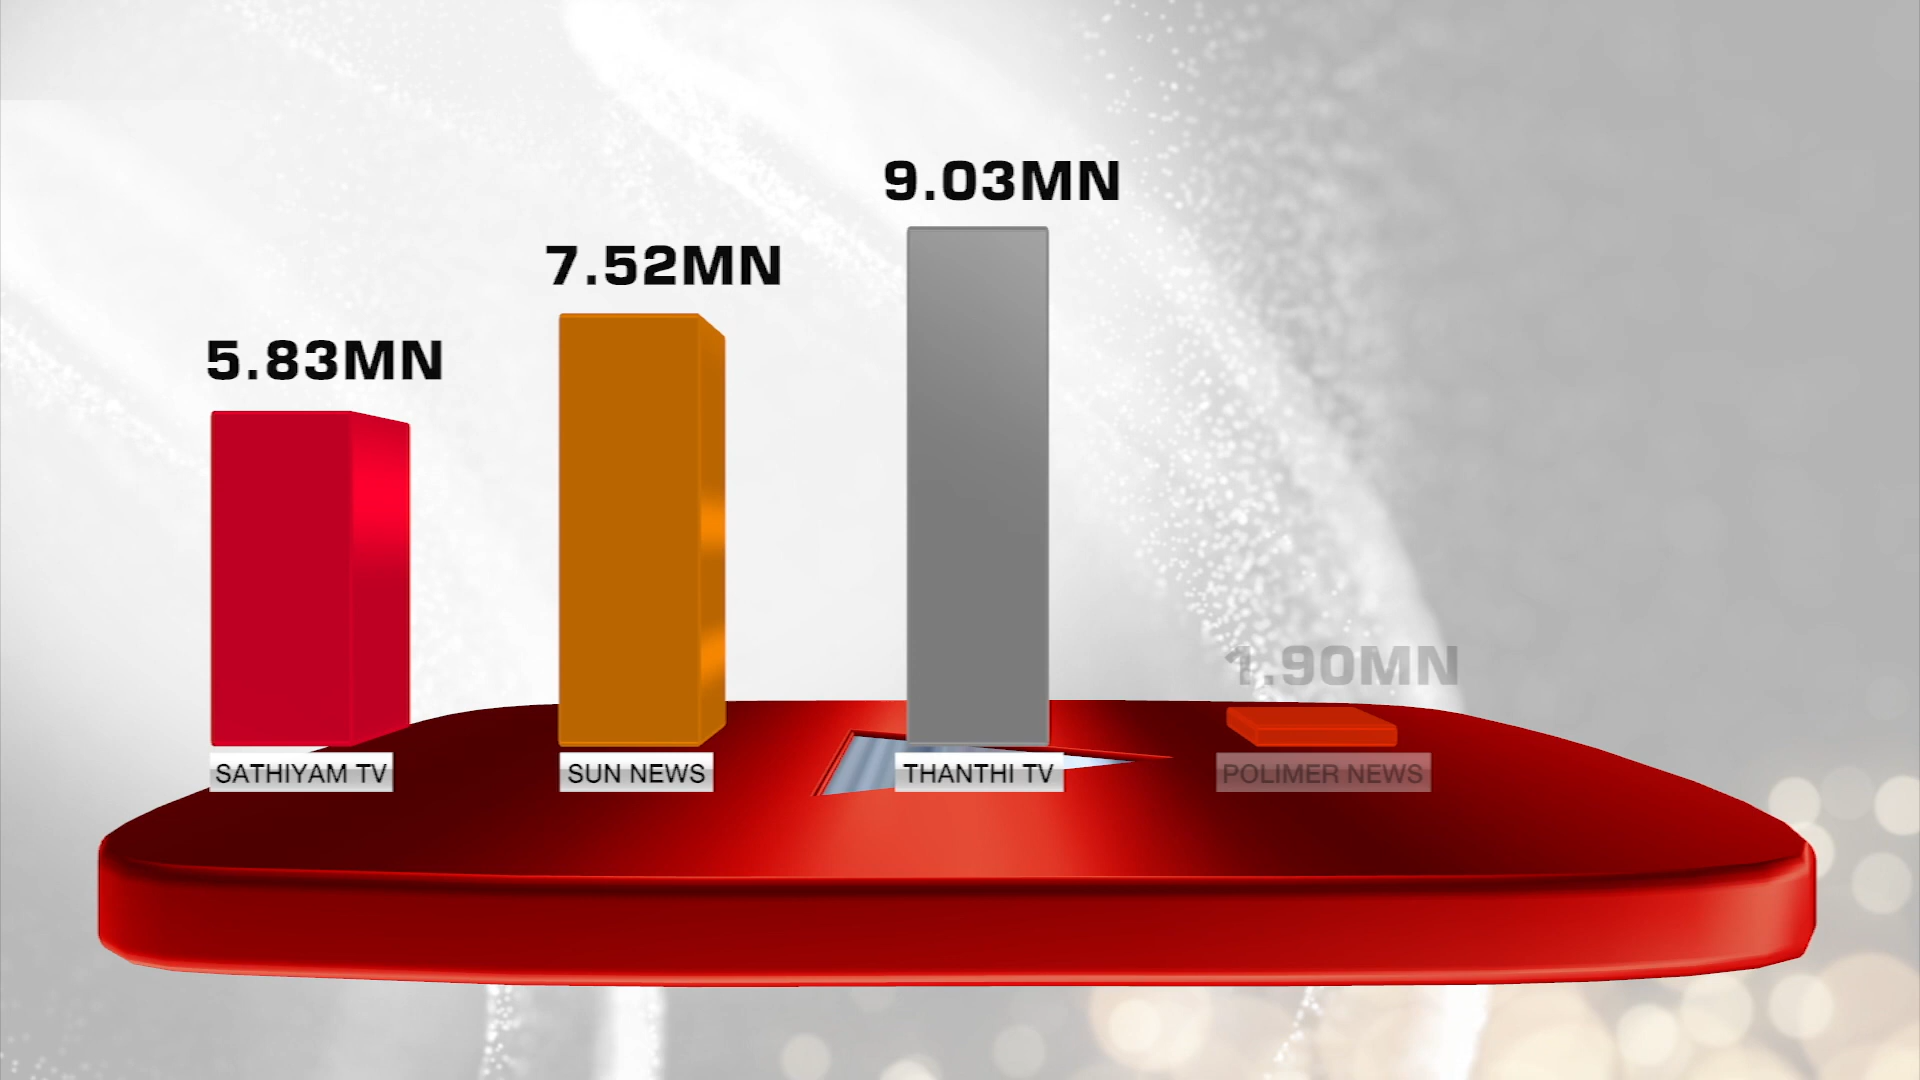 9.03MN
7.52MN
5.83MN
1.90MN
SATHIYAM TV
SUN NEWS
THANTHI TV
POLIMER NEWS